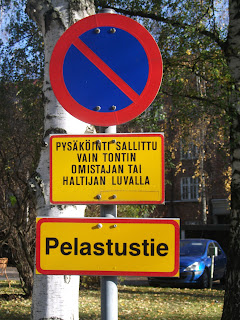 PYSÄKÖINTI SALLITTU
VAIN TONTIN
OMISTAJAN TAI
HALTIJAN LUVALLA
Pelastustie